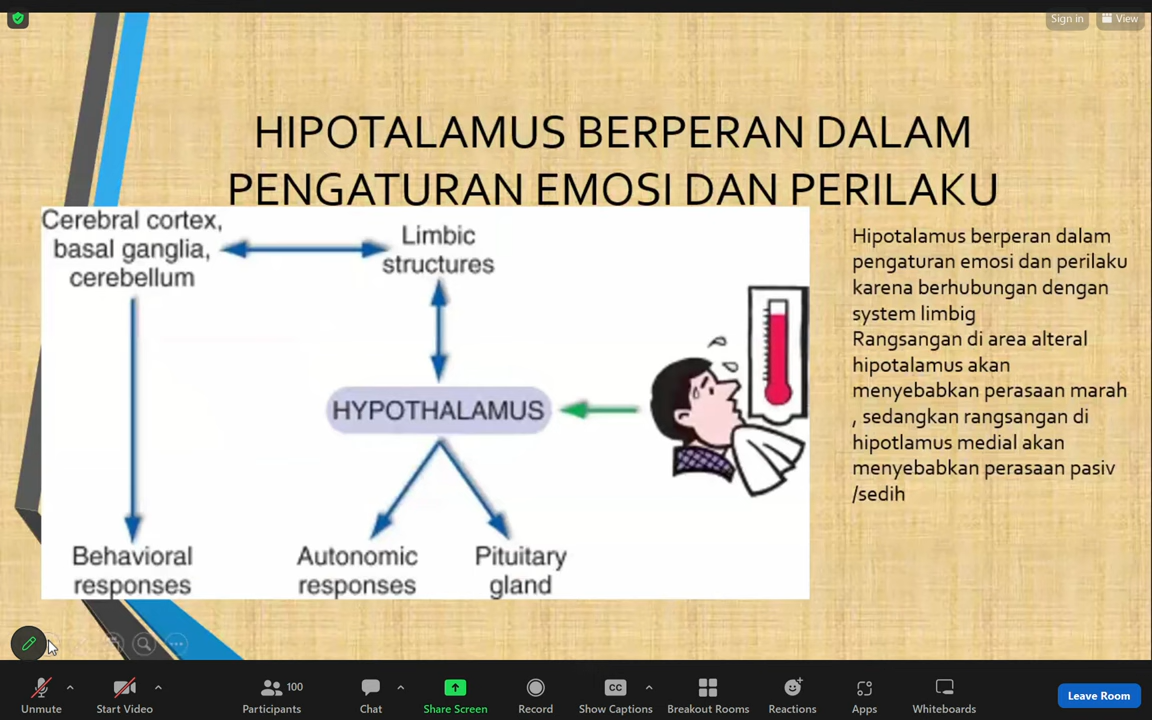 Sign in
View
HIPOTALAMUS BERPERAN DALAM
PENGATURAN EMOSI DAN PERILAKU
Cerebral cortex,
basal ganglia,
cerebellum
Limbic
structures
HYPOTHALAMUS
Behavioral
responses
Autonomic
responses
Pituitary
gland
Hipotalamus berperan dalam
pengaturan emosi dan perilaku
karena berhubungan dengan
system limbig
Rangsangan di area alteral
hipotalamus akan
menyebabkan perasaan marah
, sedangkan rangsangan di
hipotlamus medial akan
menyebabkan perasaan pasiv
/sedih
Unmute
Start Video
Participants
100
Chat
Share Screen
Record
CC
Show Captions
Breakout Rooms
Reactions
Apps
Whiteboards
Leave Room